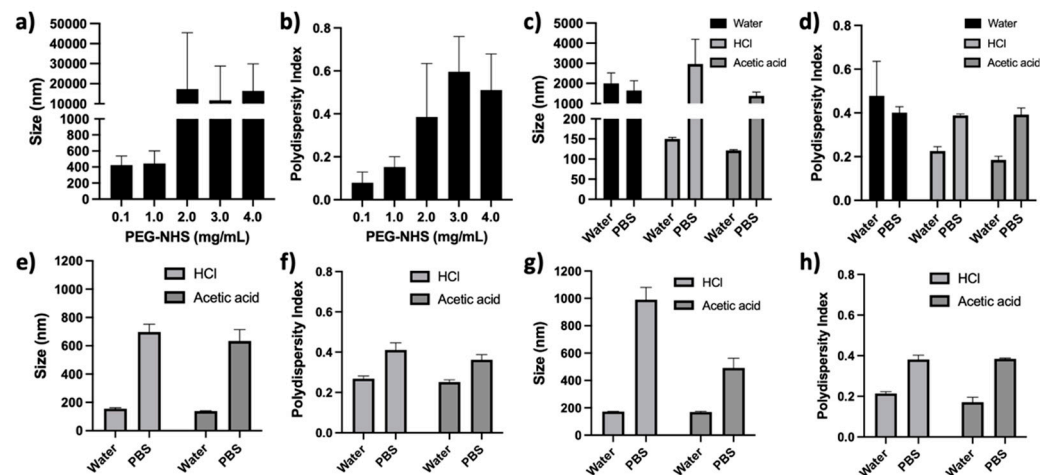 a)
Size (nm)
50000
40000
30000
20000
10000
1000
800
600
400
200
0
0.1 1.0 2.0 3.0 4.0
PEG-NHS (mg/mL)
b)
Polydispersity Index
0.8
0.6
0.4
0.2
0.0
0.1 1.0 2.0 3.0 4.0
PEG-NHS (mg/mL)
c)
Size (nm)
5000
4000
3000
2000
1000
150
100
50
0
Water
HCl
Acetic acid
Water PBS Water PBS Water PBS
d)
Polydispersity Index
0.8
0.6
0.4
0.2
0.0
Water
HCl
Acetic acid
Water PBS Water PBS Water PBS
e)
Size (nm)
1200
1000
800
600
400
200
0
HCl
Acetic acid
Water PBS Water PBS
f)
Polydispersity Index
0.8
0.6
0.4
0.2
0.0
HCl
Acetic acid
Water PBS Water PBS
g)
Size (nm)
1200
1000
800
600
400
200
0
HCl
Acetic acid
Water PBS Water PBS
h)
Polydispersity Index
0.8
0.6
0.4
0.2
0.0
HCl
Acetic acid
Water PBS Water PBS